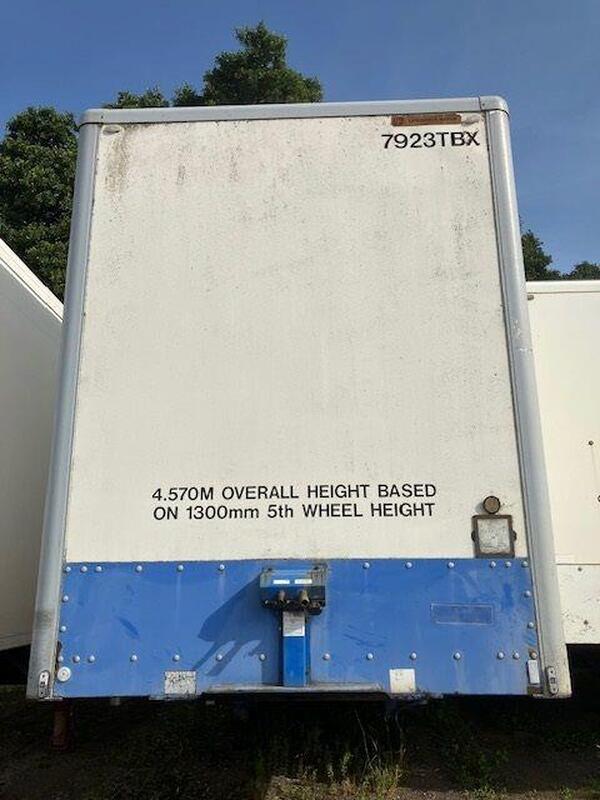 7923TBX
4.570M OVERALL HEIGHT BASED
ON 1300mm 5th WHEEL HEIGHT